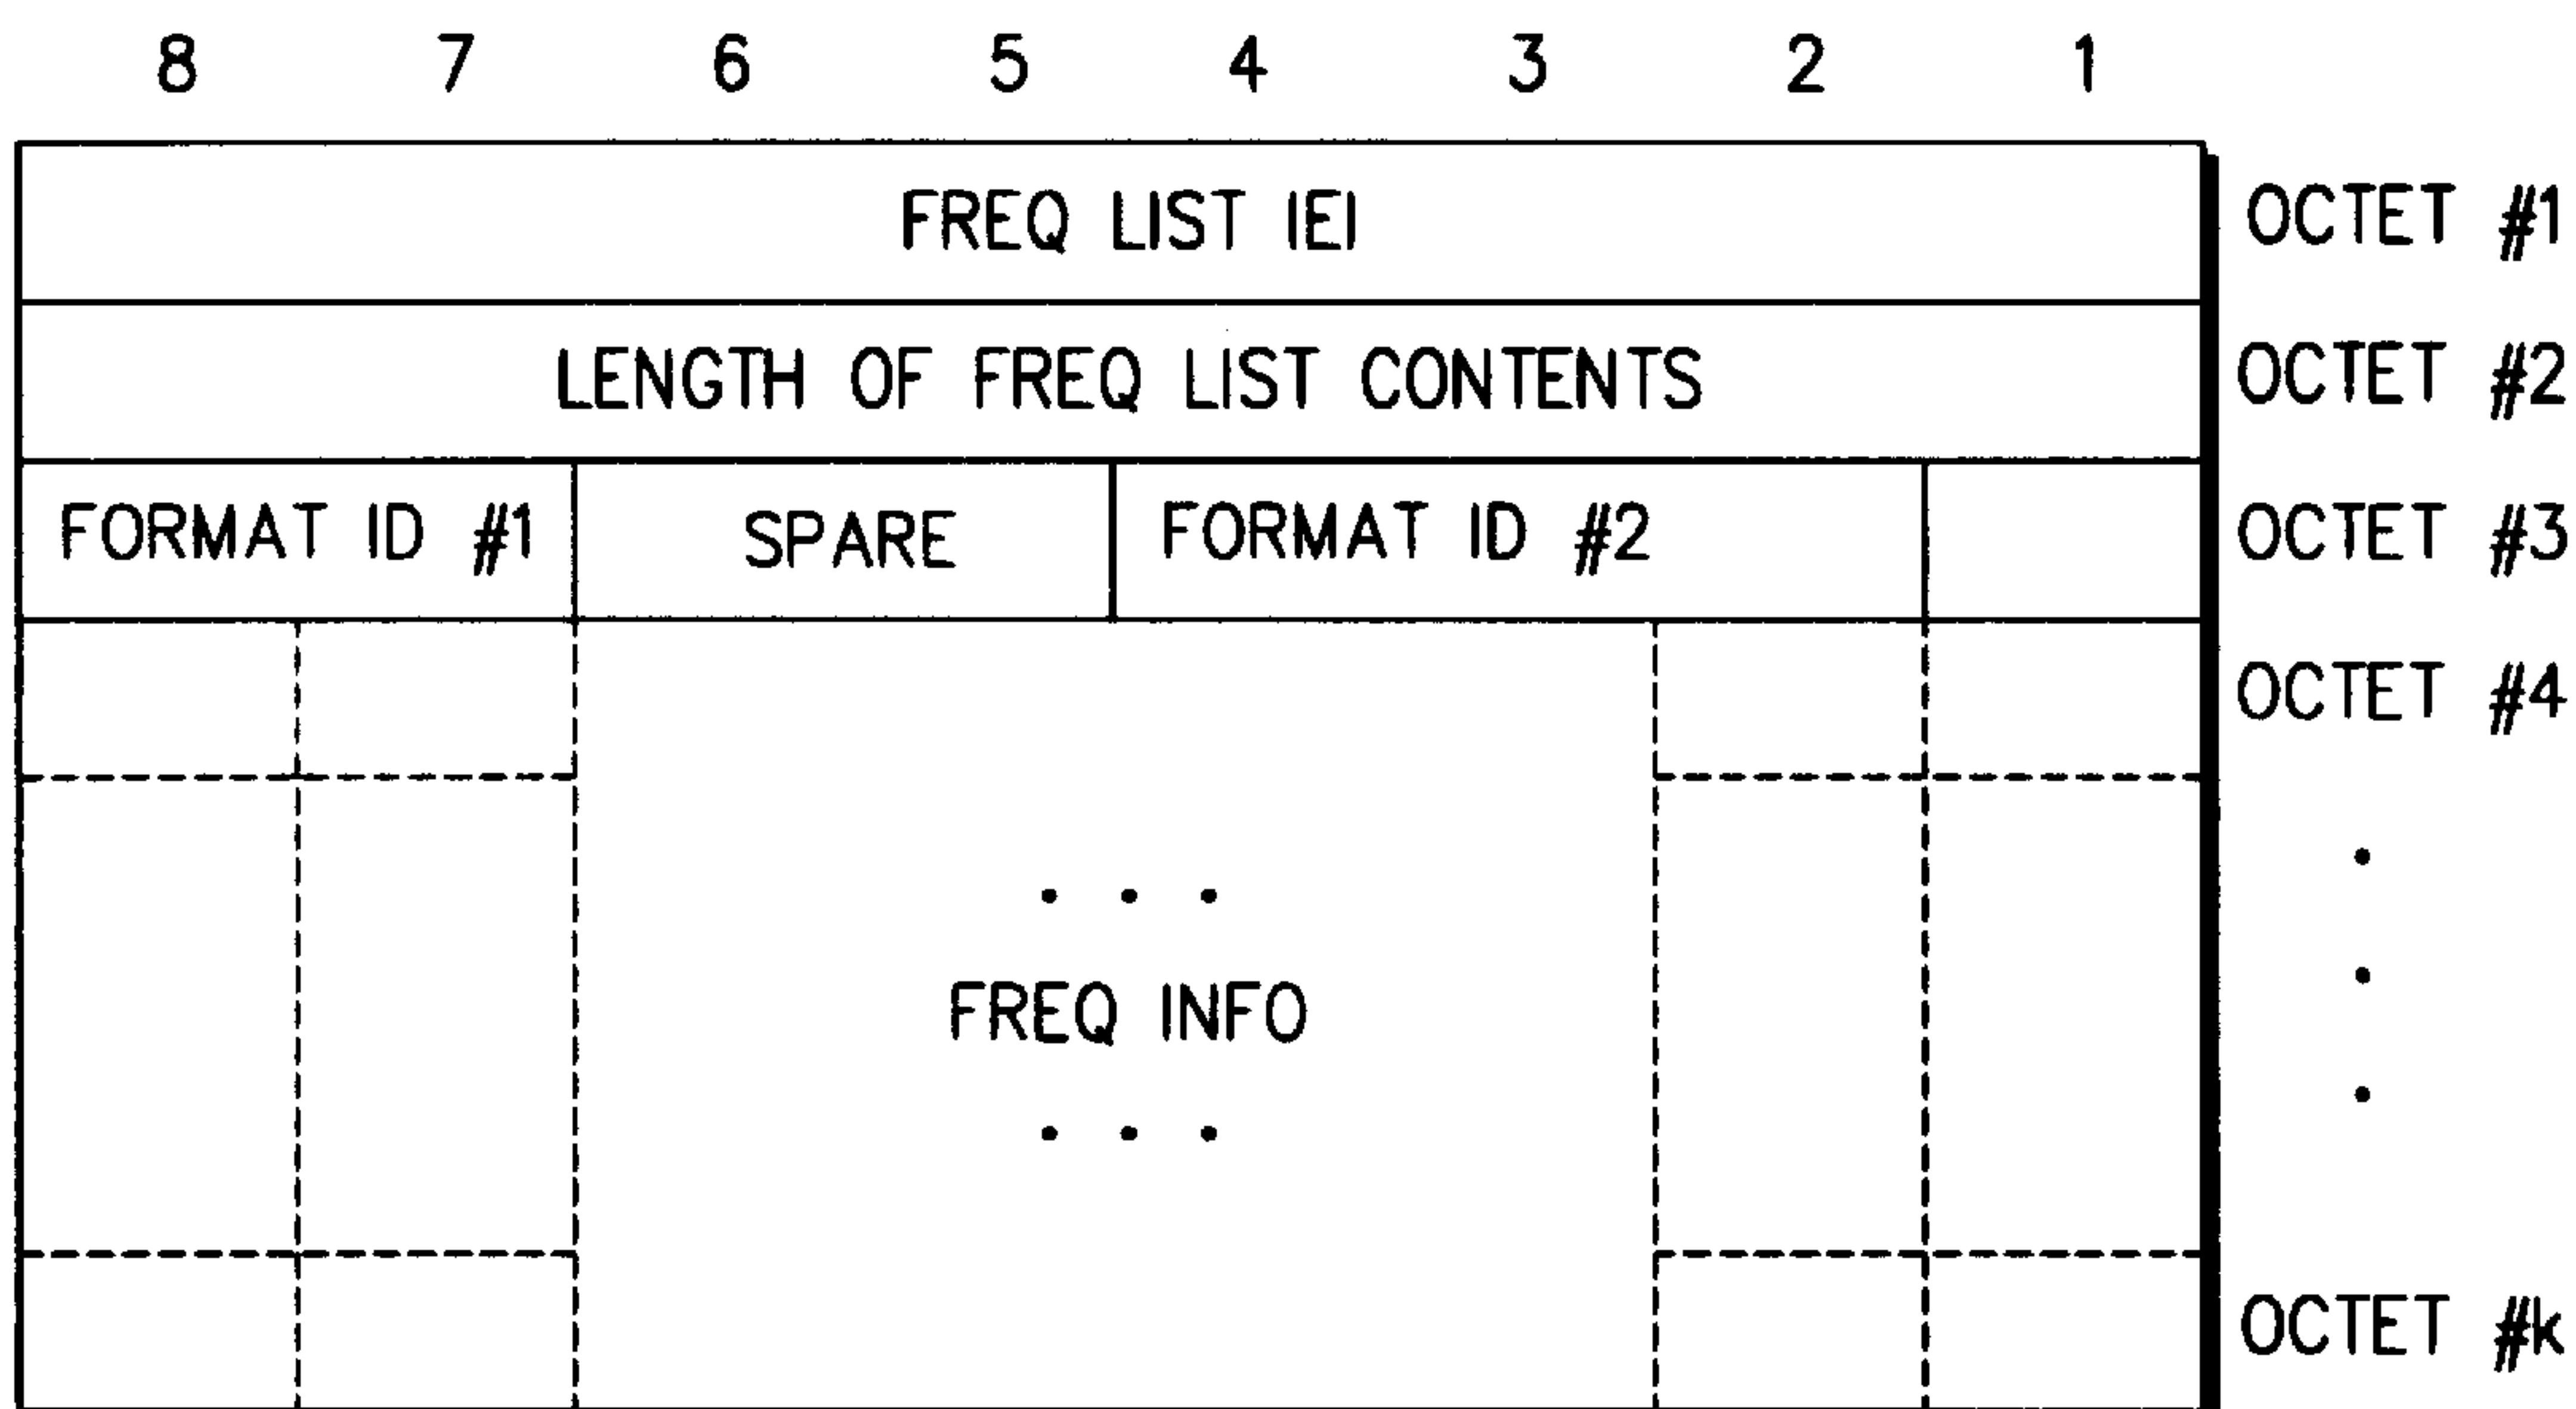 8 7 6 5 4 3 2 1
FREQ LIST IEI OCTET #1
LENGTH OF FREQ LIST CONTENTS OCTET #2
FORMAT ID #1 SPARE FORMAT ID #2 OCTET #3
OCTET #4
. . .
FREQ INFO
. . .
OCTET #k